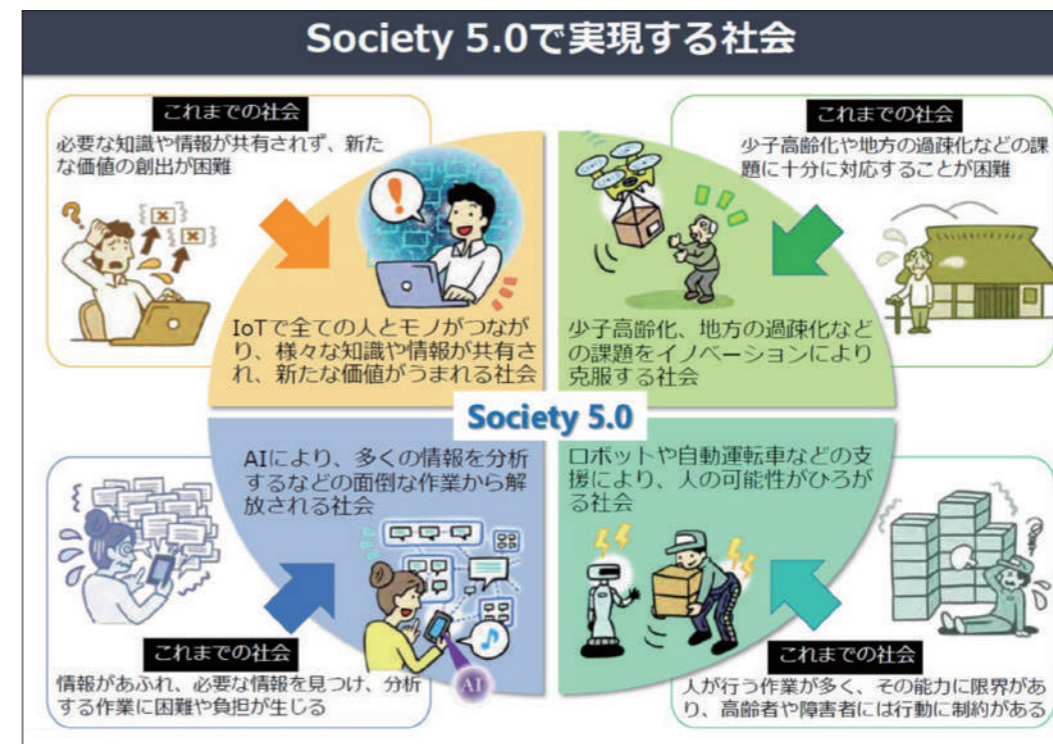 Society 5.0で実現する社会
これまでの社会
必要な知識や情報が共有されず、新た
な価値の創出が困難
IoTで全ての人とモノがつなが
り、様々な知識や情報が共有さ
れ、新たな価値がうまれる社会
これまでの社会
少子高齢化や地方の過疎化などの課
題に十分に対応することが困難
少子高齢化、地方の過疎化など
の課題をイノベーションにより
克服する社会
Society 5.0
AIにより、多くの情報を分析
するなどの面倒な作業から解
放される社会
AI
これまでの社会
情報があふれ、必要な情報を見つけ、分析
する作業に困難や負担が生じる
ロボットや自動運転車などの支
援により、人の可能性がひろが
る社会
これまでの社会
人が行う作業が多く、その能力に限界があ
り、高齢者や障害者には行動に制約がある